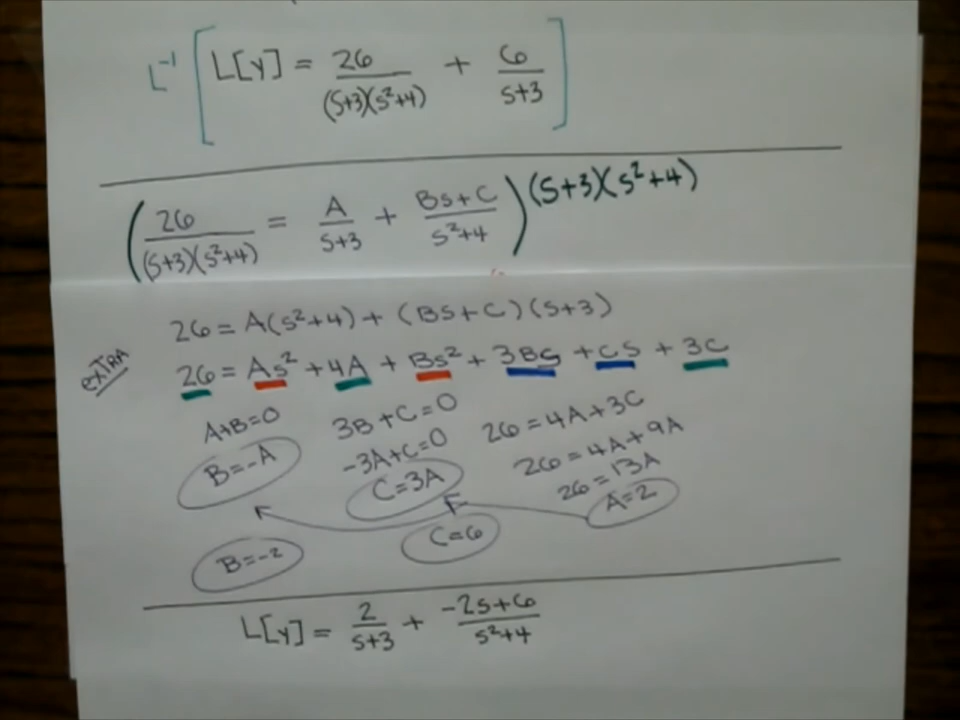 L⁻¹ [ L[y] = 26/((s+3)(s²+4)) + 6/(s+3) ]
( 26/((s+3)(s²+4)) = A/(s+3) + (Bs+C)/(s²+4) ) (s+3)(s²+4)
26 = A(s²+4) + (Bs+C)(s+3)
exTRA 26 = As² + 4A + Bs² + 3Bs + Cs + 3C
A+B=0 3B+C=0 26=4A+3C
B=-A -3A+C=0 26=4A+9A
C=3A 26=13A
A=2
B=-2 C=6
L[y] = 2/(s+3) + (-2s+6)/(s²+4)